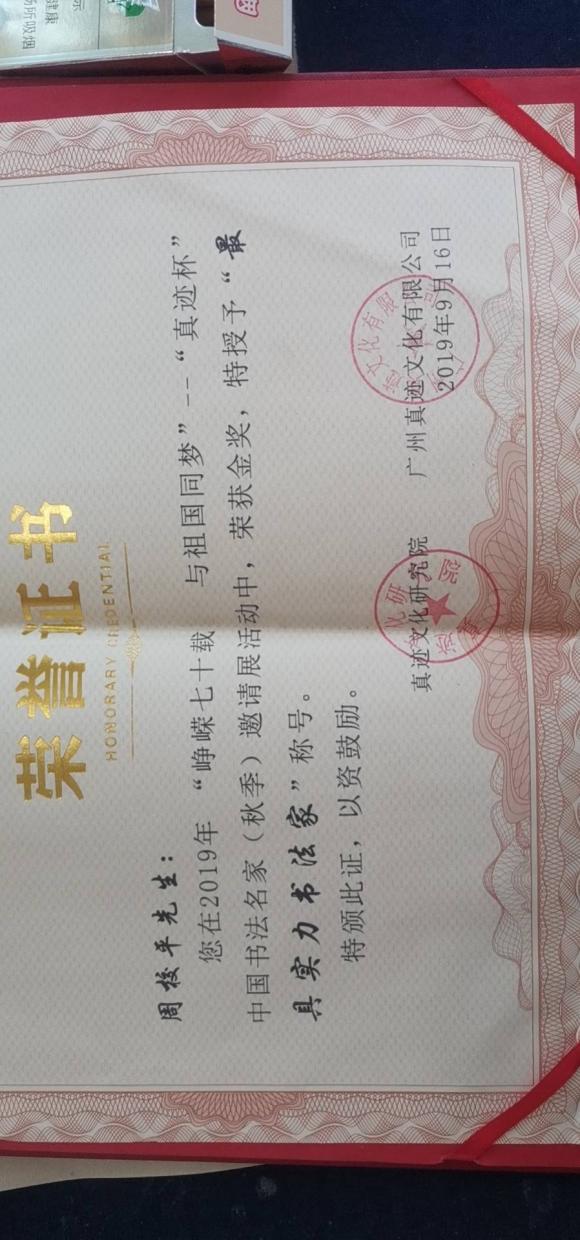 荣誉证书
HONORARY CREDENTIAL
周校平先生：
您在2019年 “峥嵘七十载 与祖国同梦”--“真迹杯”
中国书法名家（秋季）邀请展活动中，荣获金奖，特授予“最
具实力书法家”称号。
特颁此证，以资鼓励。
真迹文化研究院 广州真迹文化有限公司
2019年9月16日